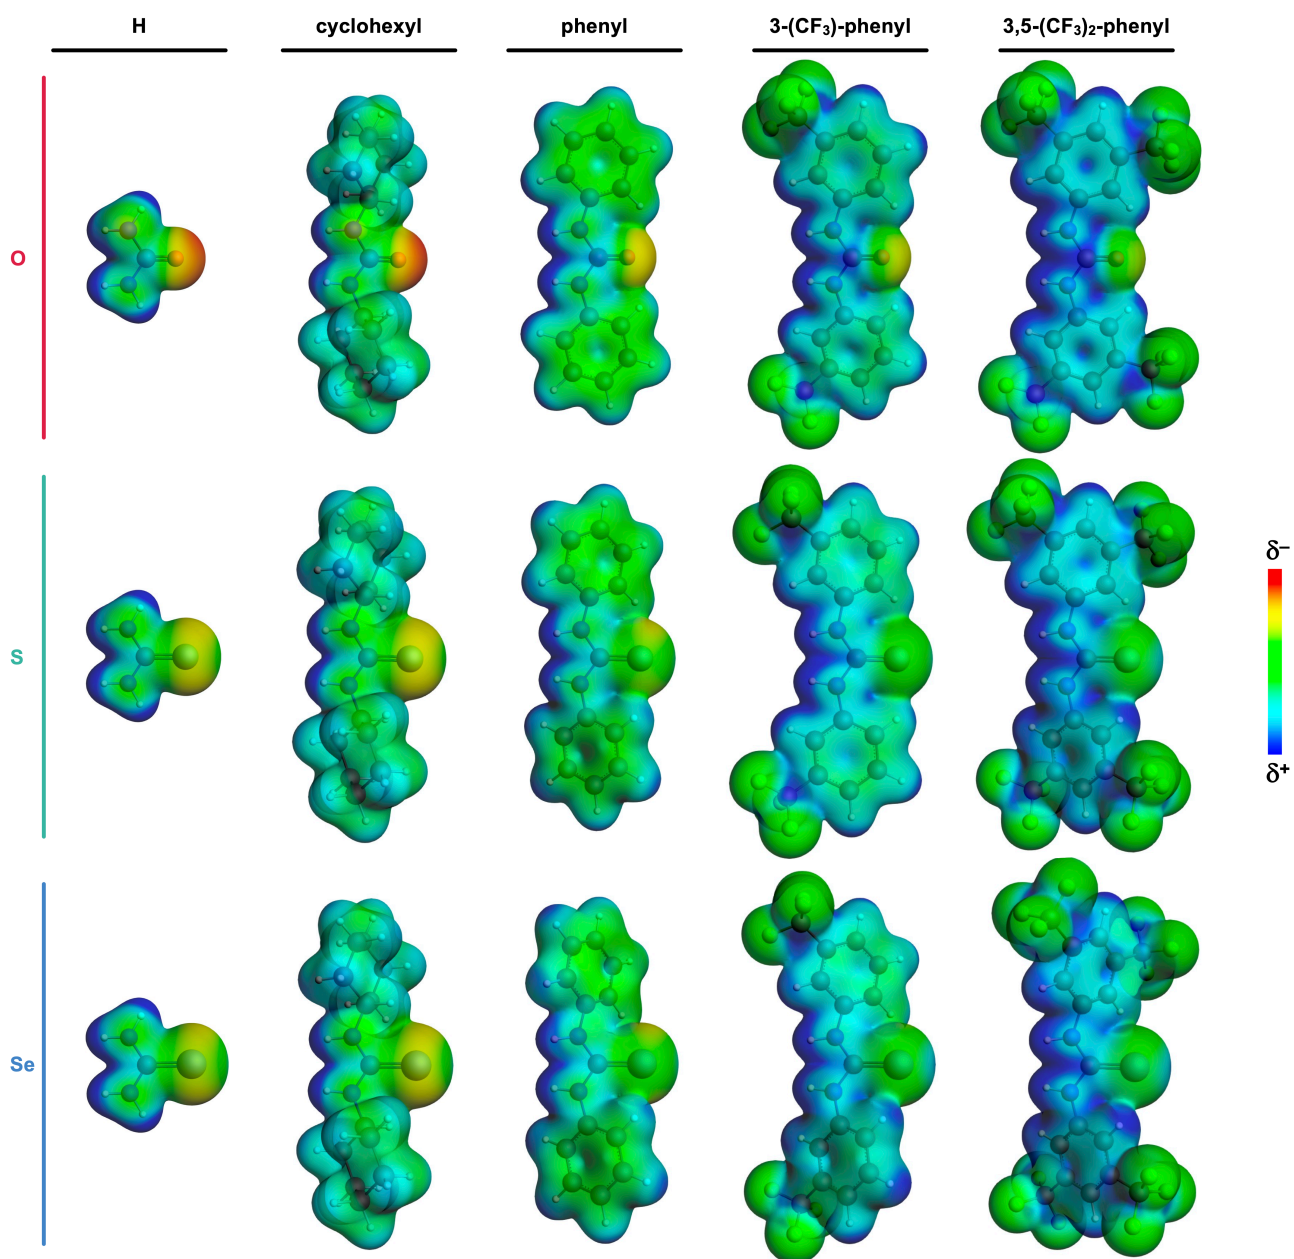 H cyclohexyl phenyl 3-(CF₃)-phenyl 3,5-(CF₃)₂-phenyl
O
S
δ⁻
δ⁺
Se